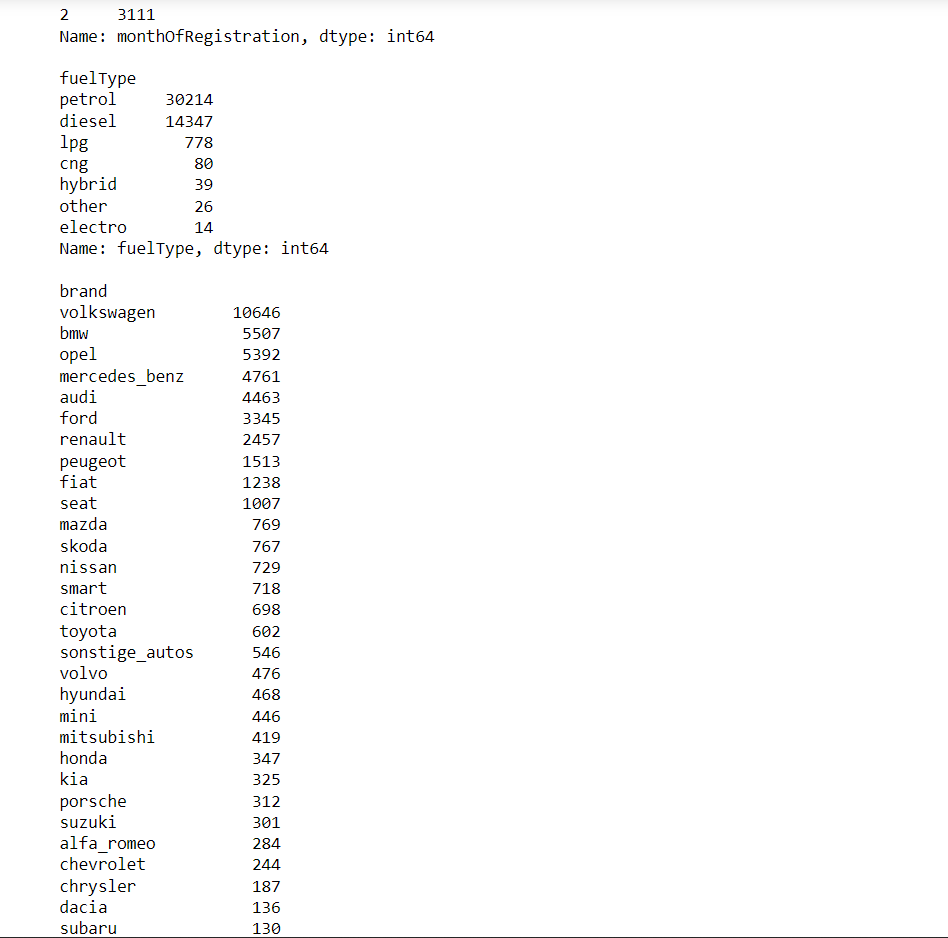 2     3111
Name: monthOfRegistration, dtype: int64

fuelType
petrol     30214
diesel     14347
lpg          778
cng           80
hybrid        39
other         26
electro       14
Name: fuelType, dtype: int64

brand
volkswagen        10646
bmw                5507
opel               5392
mercedes_benz      4761
audi               4463
ford               3345
renault            2457
peugeot            1513
fiat               1238
seat               1007
mazda               769
skoda               767
nissan              729
smart               718
citroen             698
toyota              602
sonstige_autos      546
volvo               476
hyundai             468
mini                446
mitsubishi          419
honda               347
kia                 325
porsche             312
suzuki              301
alfa_romeo          284
chevrolet           244
chrysler            187
dacia               136
subaru              130